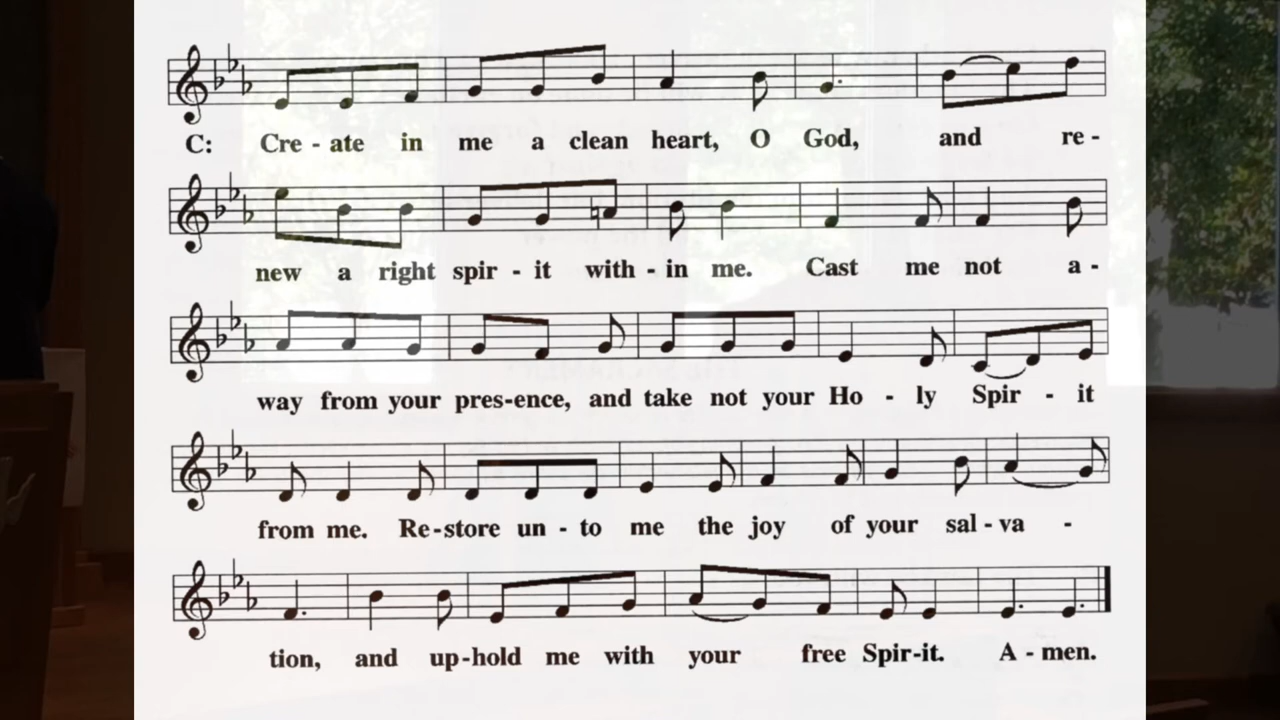 C: Cre - ate in me a clean heart, O God, and re -
new a right spir - it with - in me. Cast me not a -
way from your pres-ence, and take not your Ho - ly Spir - it
from me. Re-store un - to me the joy of your sal - va -
tion, and up-hold me with your free Spir-it. A - men.